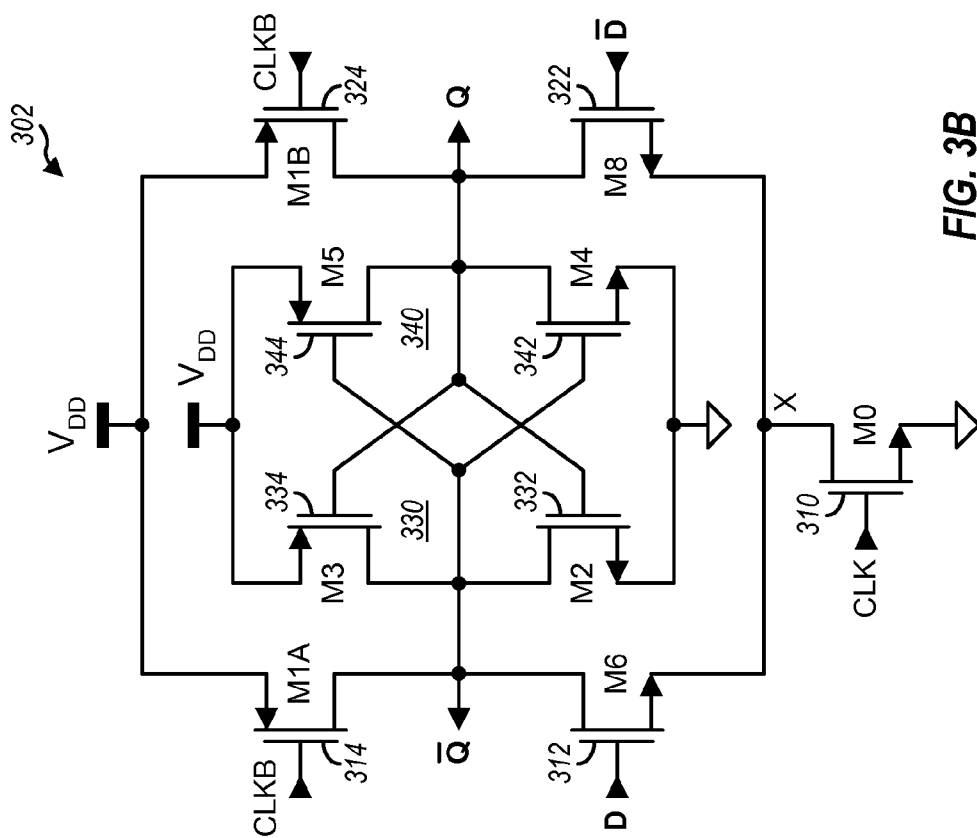 302
V_DD
V_DD
CLKB
M1A
314
CLKB
M1B
324
M3
334
M5
344
330
340
Q̅
Q
M2
332
M4
342
D
M6
312
D̅
M8
322
X
CLK
M0
310
FIG. 3B